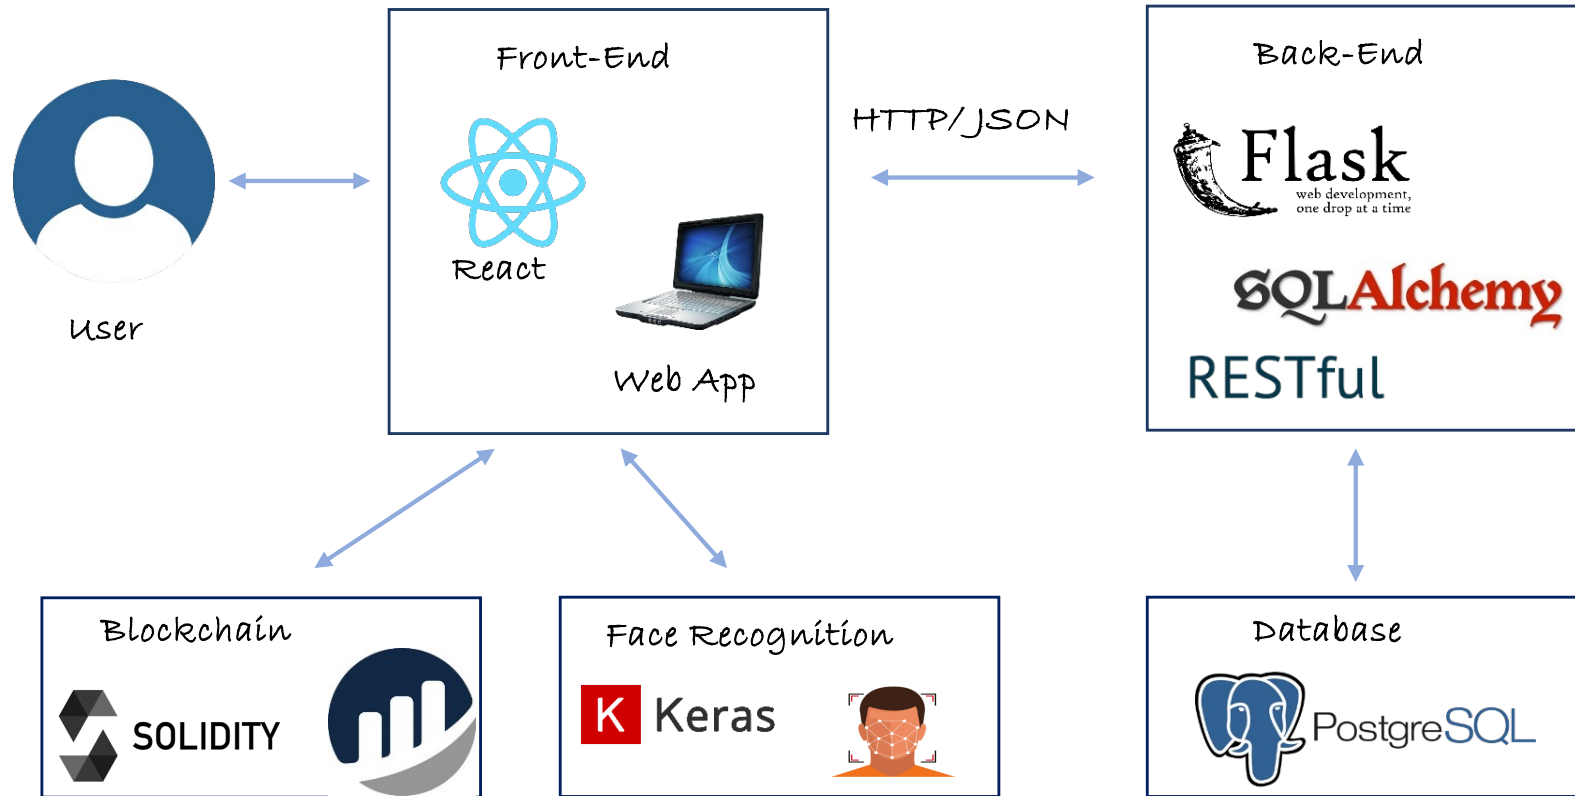 Front-End
Back-End
HTTP/JSON
Flask
web development,
one drop at a time
React
SQLAlchemy
User
Web App
RESTful
Blockchain
Face Recognition
Database
SOLIDITY
K Keras
PostgreSQL